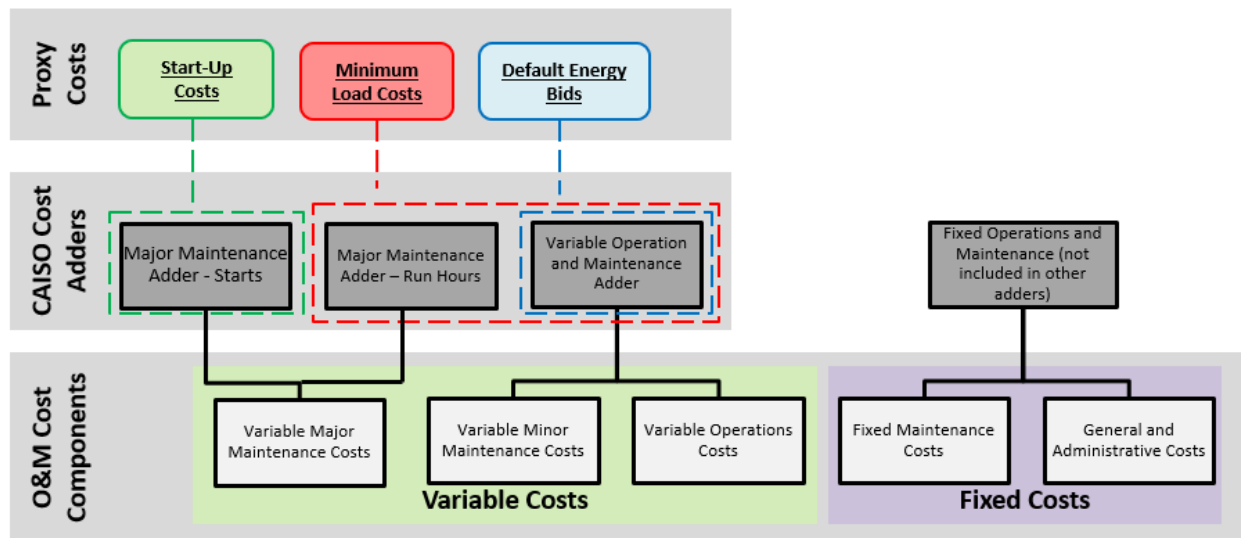 Proxy
Costs
Start-Up
Costs
Minimum
Load Costs
Default Energy
Bids
CAISO Cost
Adders
Major Maintenance
Adder - Starts
Major Maintenance
Adder – Run Hours
Variable Operation
and Maintenance
Adder
Fixed Operations and
Maintenance (not
included in other
adders)
O&M Cost
Components
Variable Major
Maintenance Costs
Variable Minor
Maintenance Costs
Variable Operations
Costs
Fixed Maintenance
Costs
General and
Administrative Costs
Variable Costs
Fixed Costs